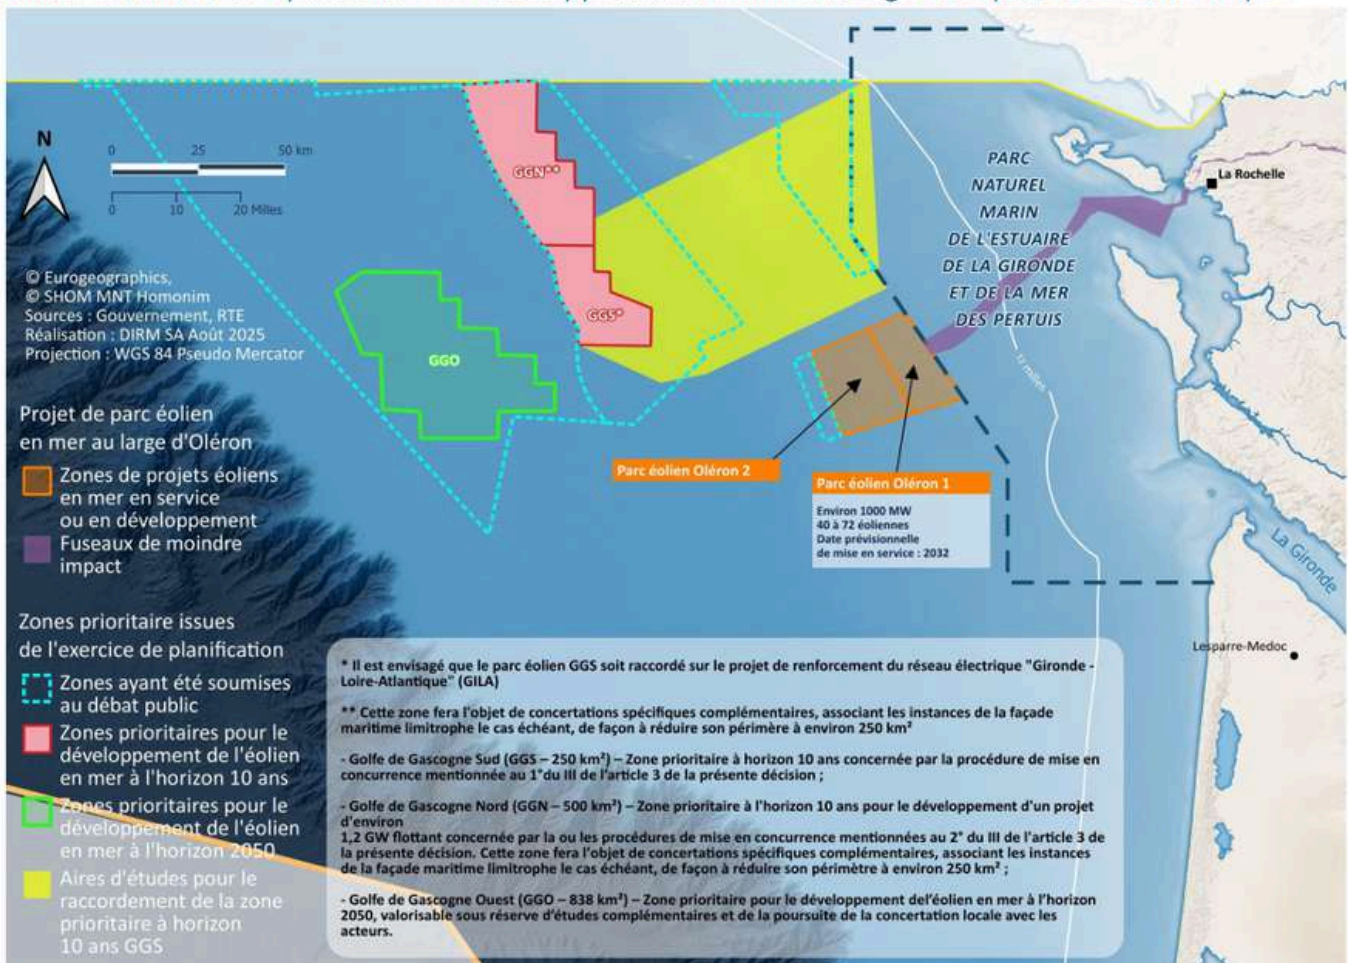 N
0 25 50 km
0 10 20 Milles
© Eurogeographics,
© SHOM MNT Homonim
Sources : Gouvernement, RTE
Réalisation : DIRM SA Août 2025
Projection : WGS 84 Pseudo Mercator
GGN**
GGS*
GGO
PARC
NATUREL
MARIN
DE L'ESTUAIRE
DE LA GIRONDE
ET DE LA MER
DES PERTUIS
La Rochelle
12 milles
La Gironde
Lesparre-Medoc
Parc éolien Oléron 2
Parc éolien Oléron 1
Environ 1000 MW
40 à 72 éoliennes
Date prévisionnelle
de mise en service : 2032
Projet de parc éolien
en mer au large d'Oléron
Zones de projets éoliens
en mer en service
ou en développement
Fuseaux de moindre
impact
Zones prioritaire issues
de l'exercice de planification
Zones ayant été soumises
au débat public
Zones prioritaires pour le
développement de l'éolien
en mer à l'horizon 10 ans
Zones prioritaires pour le
développement de l'éolien
en mer à l'horizon 2050
Aires d'études pour le
raccordement de la zone
prioritaire à horizon
10 ans GGS
* Il est envisagé que le parc éolien GGS soit raccordé sur le projet de renforcement du réseau électrique "Gironde -
Loire-Atlantique" (GILA)
** Cette zone fera l'objet de concertations spécifiques complémentaires, associant les instances de la façade
maritime limitrophe le cas échéant, de façon à réduire son périmètre à environ 250 km²
- Golfe de Gascogne Sud (GGS – 250 km²) – Zone prioritaire à horizon 10 ans concernée par la procédure de mise en
concurrence mentionnée au 1°du III de l'article 3 de la présente décision ;
- Golfe de Gascogne Nord (GGN – 500 km²) – Zone prioritaire à l'horizon 10 ans pour le développement d'un projet
d'environ
1,2 GW flottant concernée par la ou les procédures de mise en concurrence mentionnées au 2° du III de l'article 3 de
la présente décision. Cette zone fera l'objet de concertations spécifiques complémentaires, associant les instances
de la façade maritime limitrophe le cas échéant, de façon à réduire son périmètre à environ 250 km² ;
- Golfe de Gascogne Ouest (GGO – 838 km²) – Zone prioritaire pour le développement del'éolien en mer à l'horizon
2050, valorisable sous réserve d'études complémentaires et de la poursuite de la concertation locale avec les
acteurs.